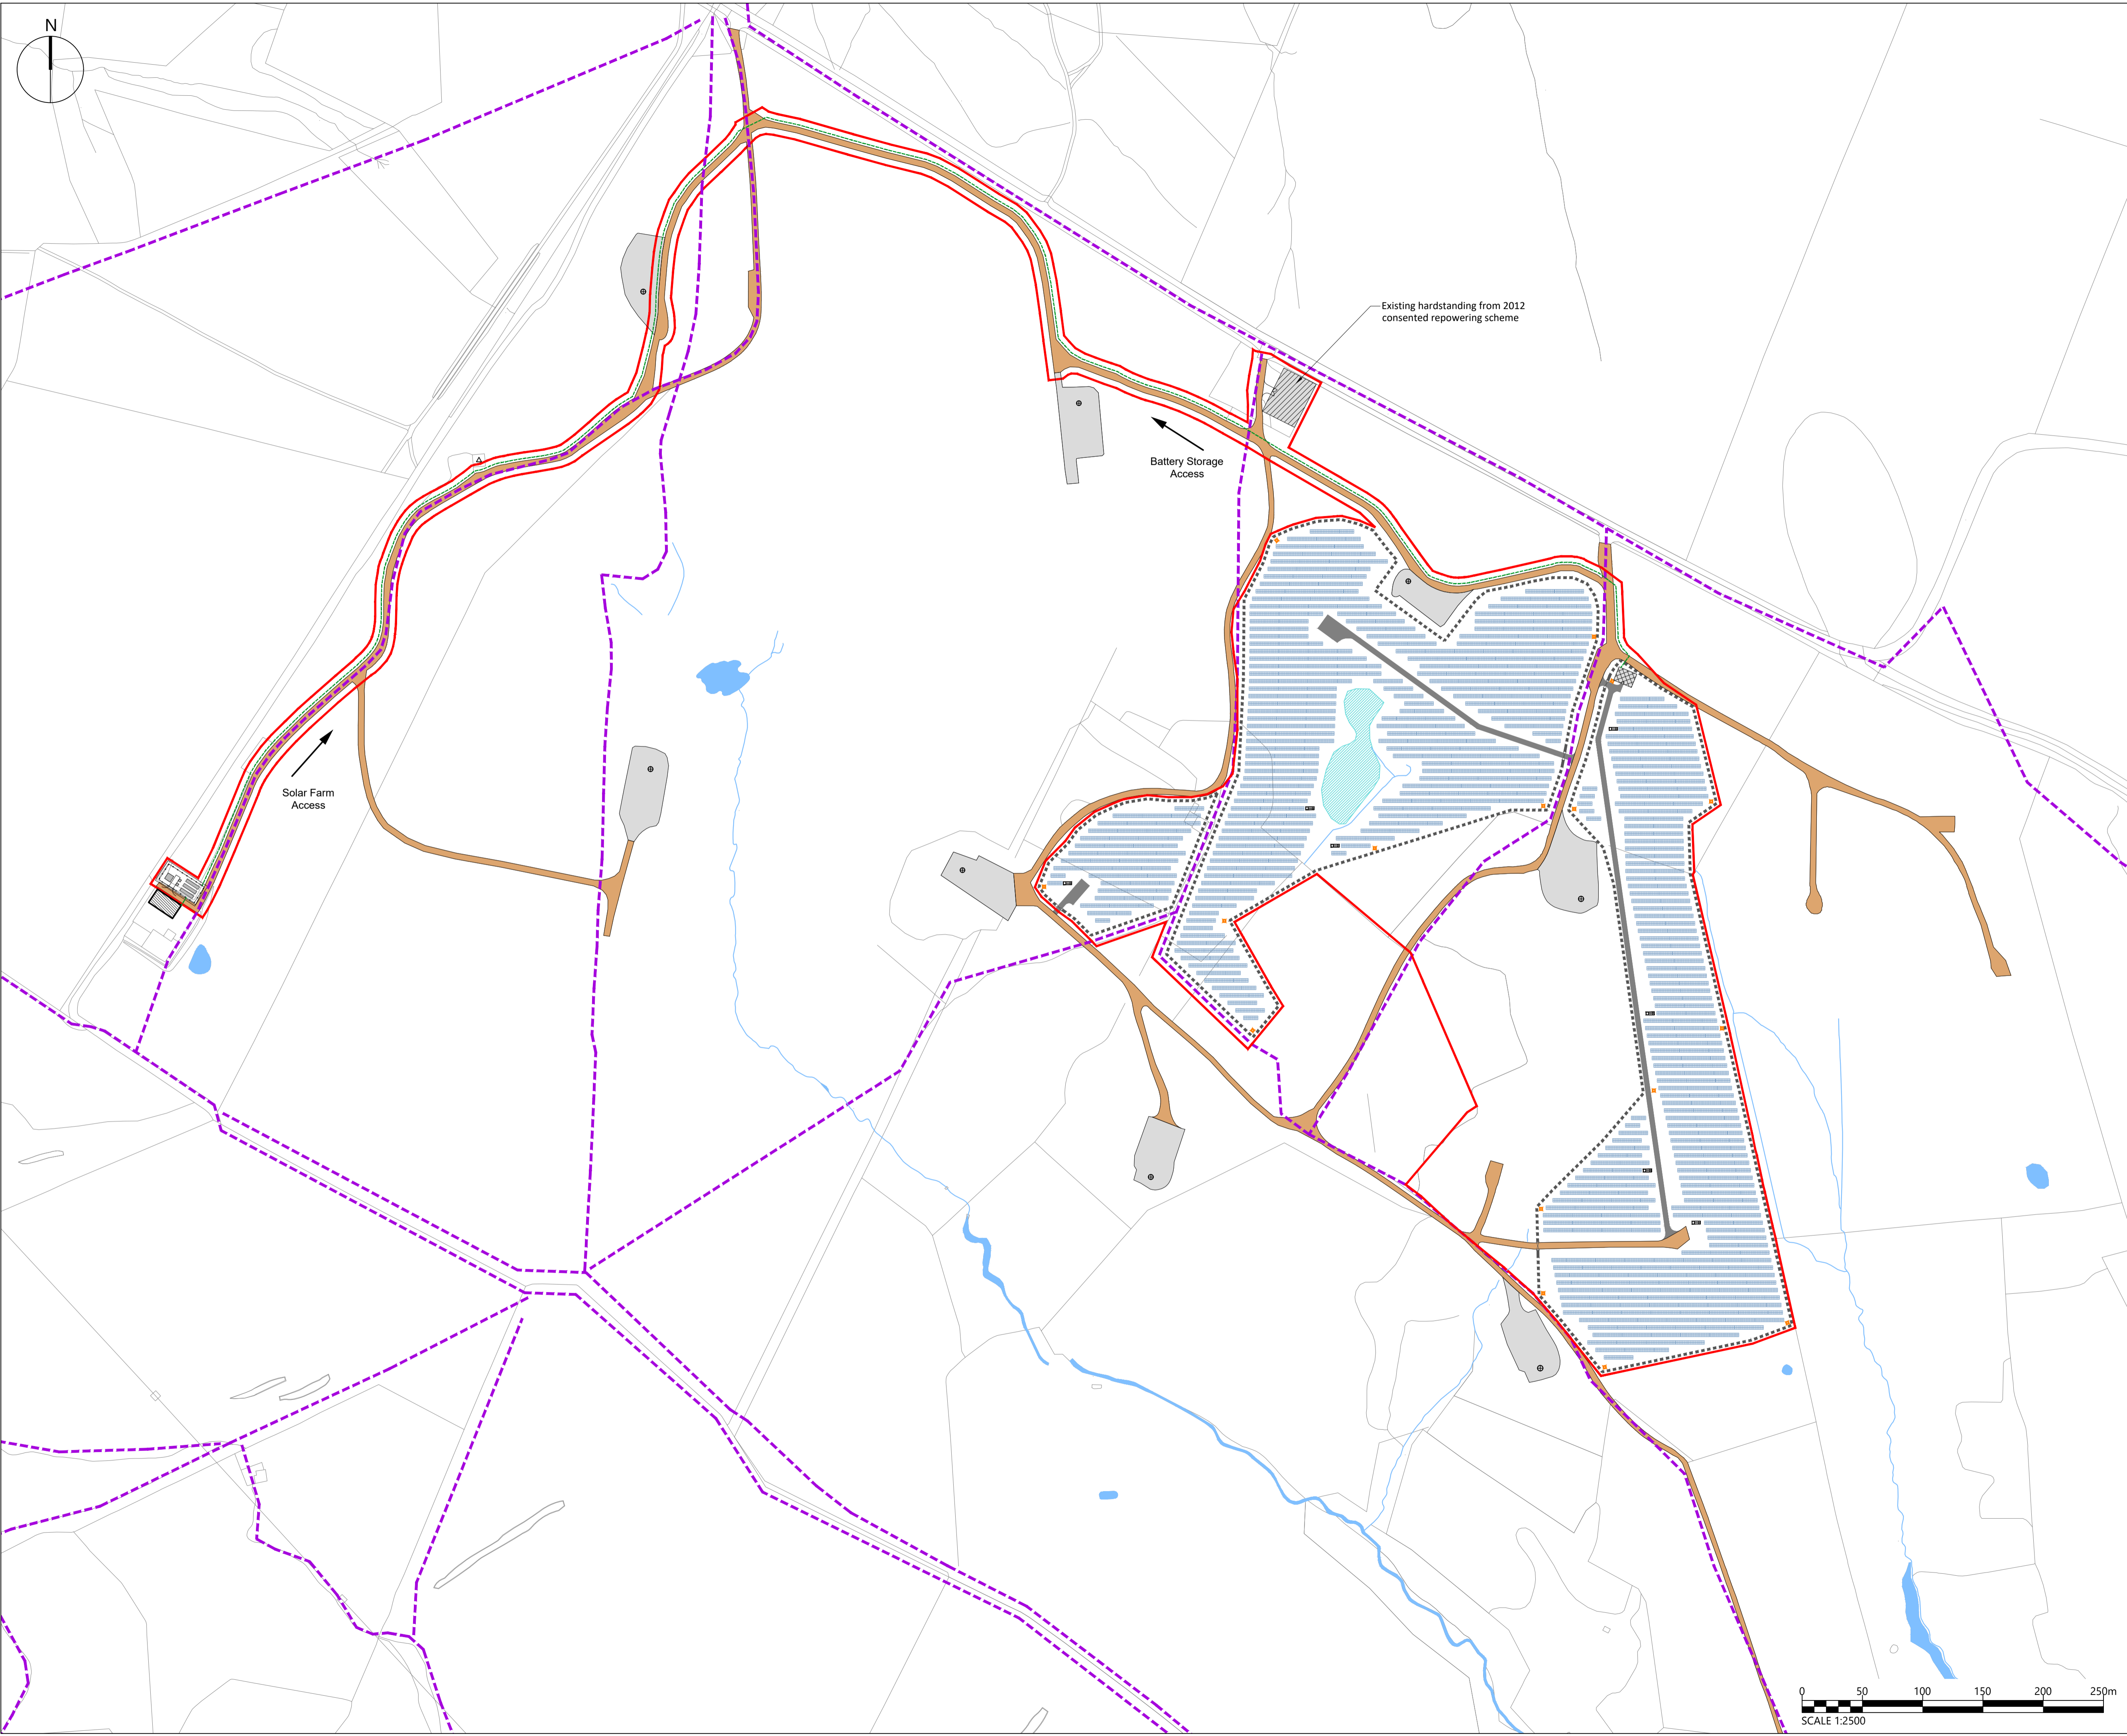 N
Existing hardstanding from 2012
consented repowering scheme
Battery Storage
Access
Solar Farm
Access
0 50 100 150 200 250m
SCALE 1:2500